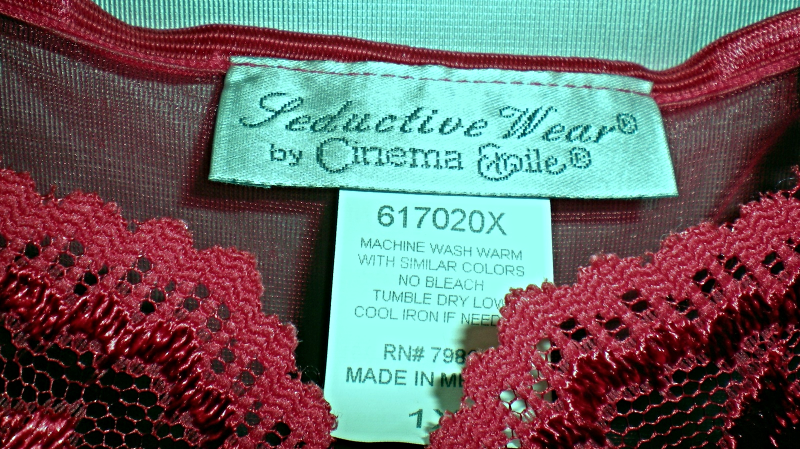 Seductive Wear®
by Cinema Etoile®
617020X
MACHINE WASH WARM
WITH SIMILAR COLORS
NO BLEACH
TUMBLE DRY LOW
COOL IRON IF
RN#
MADE IN